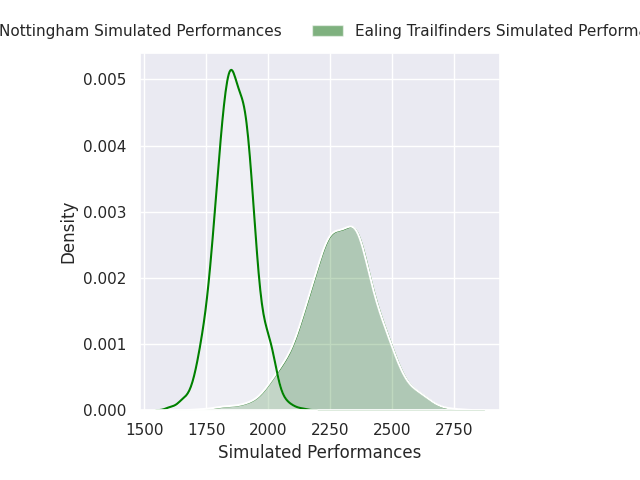 Nottingham Simulated Performances
Ealing Trailfinders Simulated Performa
0.005
0.004
0.003
0.002
0.001
0.000
Density
1500 1750 2000 2250 2500 2750
Simulated Performances